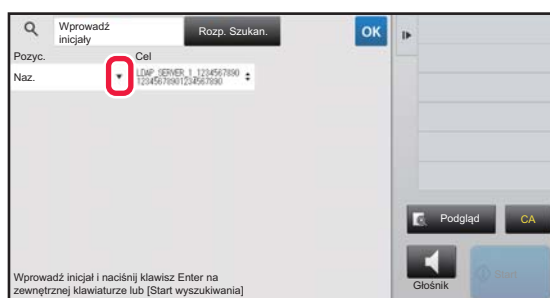 Wprowadź
inicjały
Rozp. Szukan.
OK
Pozyc.
Cel
Naz.
LDAP_SERVER_1_1234567890
12345678901234567890
Podgląd
CA
Głośnik
Start
Wprowadź inicjał i naciśnij klawisz Enter na
zewnętrznej klawiaturze lub [Start wyszukiwania]